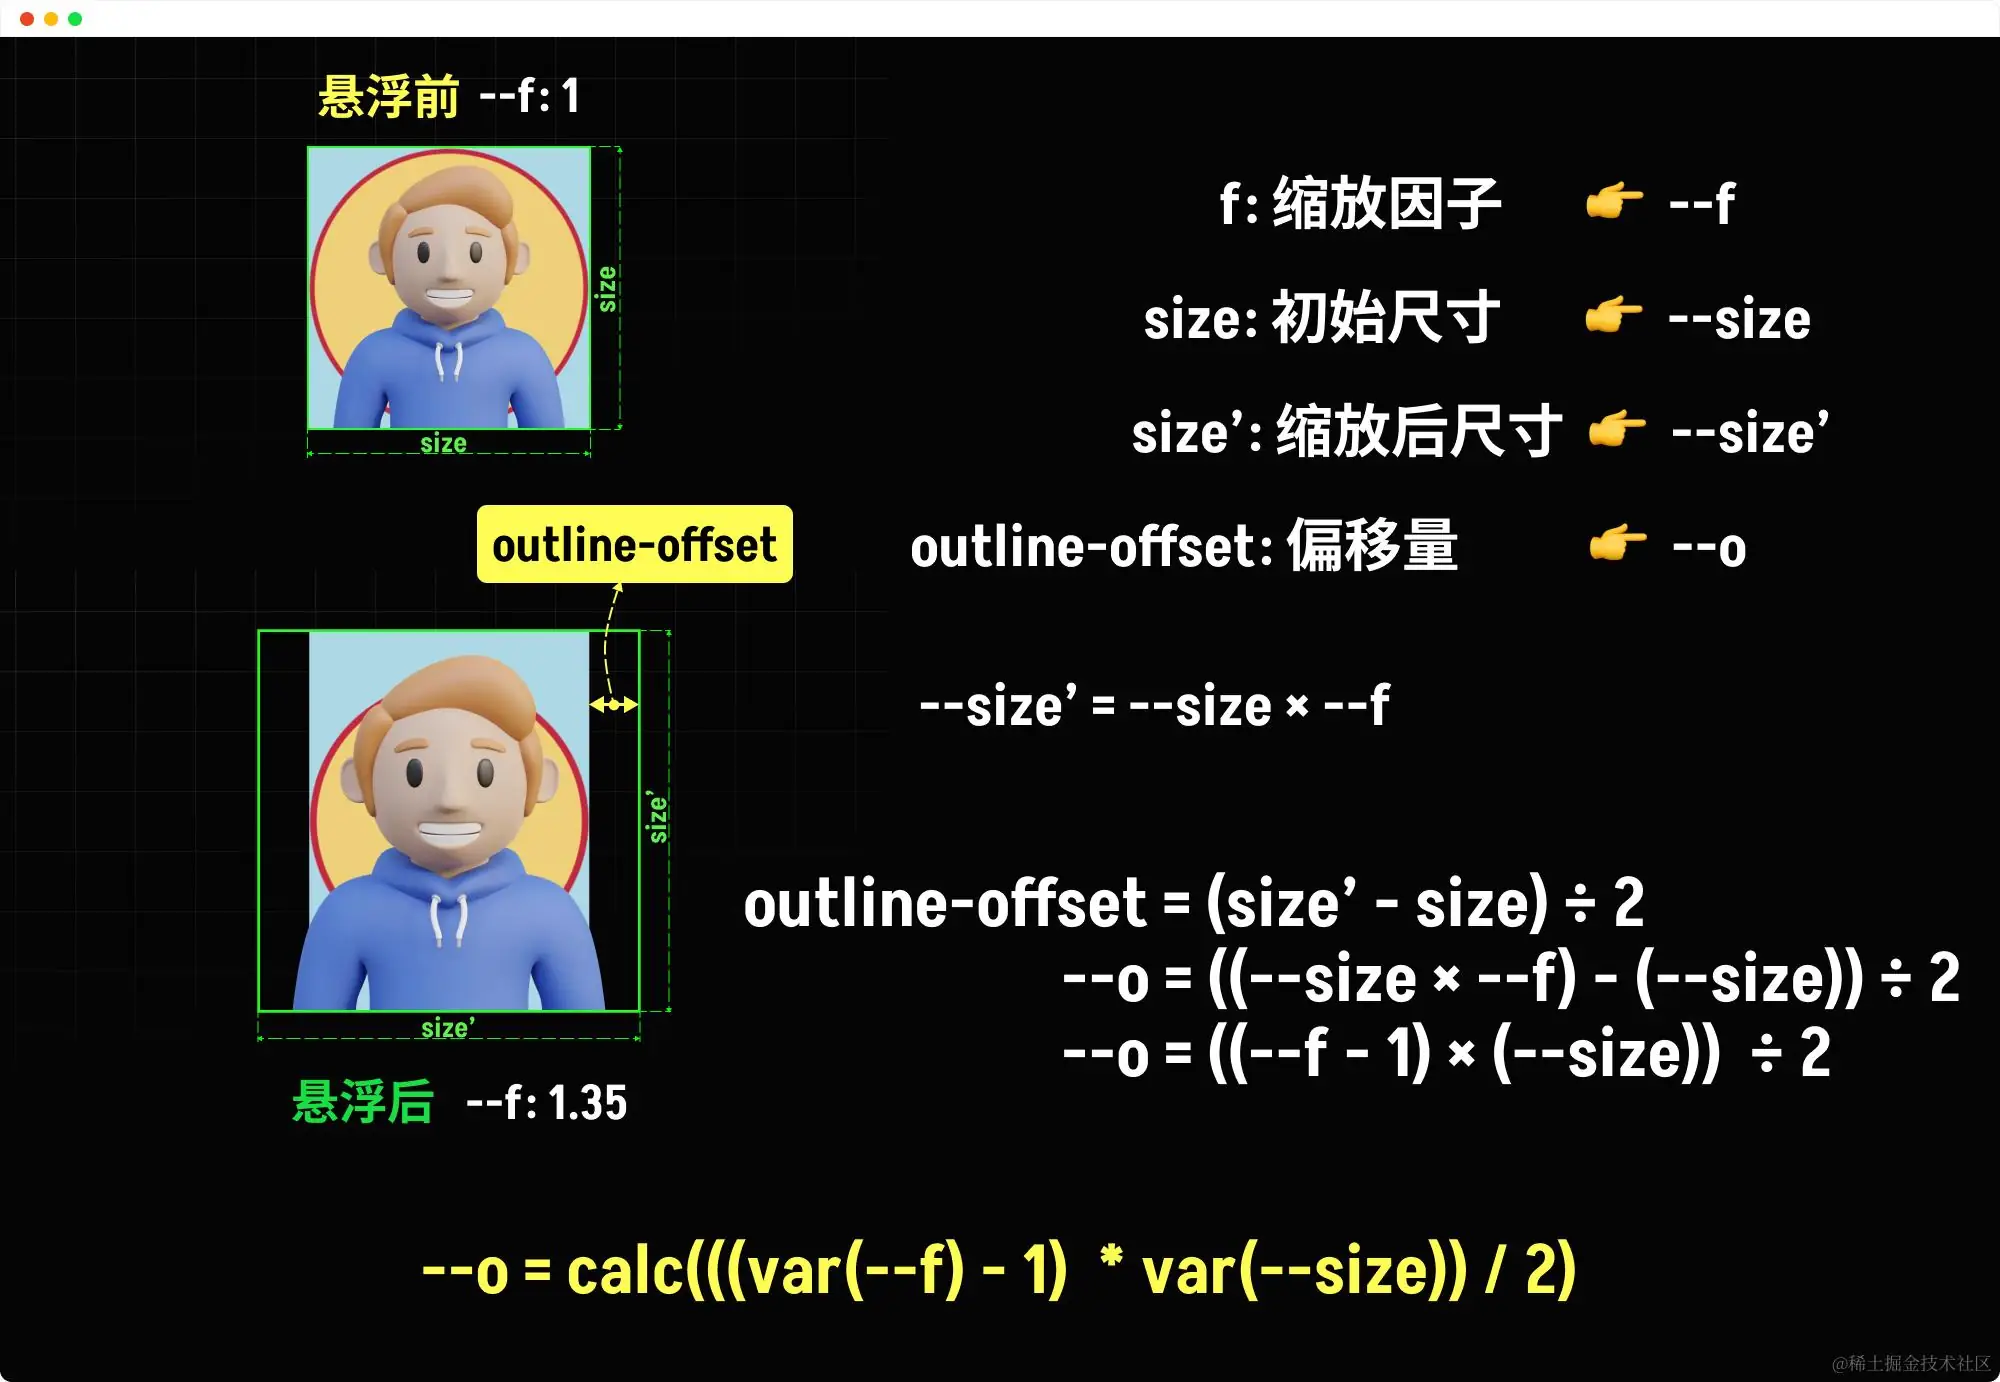 悬浮前 --f: 1
size
size
outline-offset
size’
size’
悬浮后 --f: 1.35
f: 缩放因子 👉 --f
size: 初始尺寸 👉 --size
size’: 缩放后尺寸 👉 --size’
outline-offset: 偏移量 👉 --o
--size’ = --size × --f
outline-offset = (size’ - size) ÷ 2
--o = ((--size × --f) - (--size)) ÷ 2
--o = ((--f - 1) × (--size)) ÷ 2
--o = calc(((var(--f) - 1) * var(--size)) / 2)
@稀土掘金技术社区